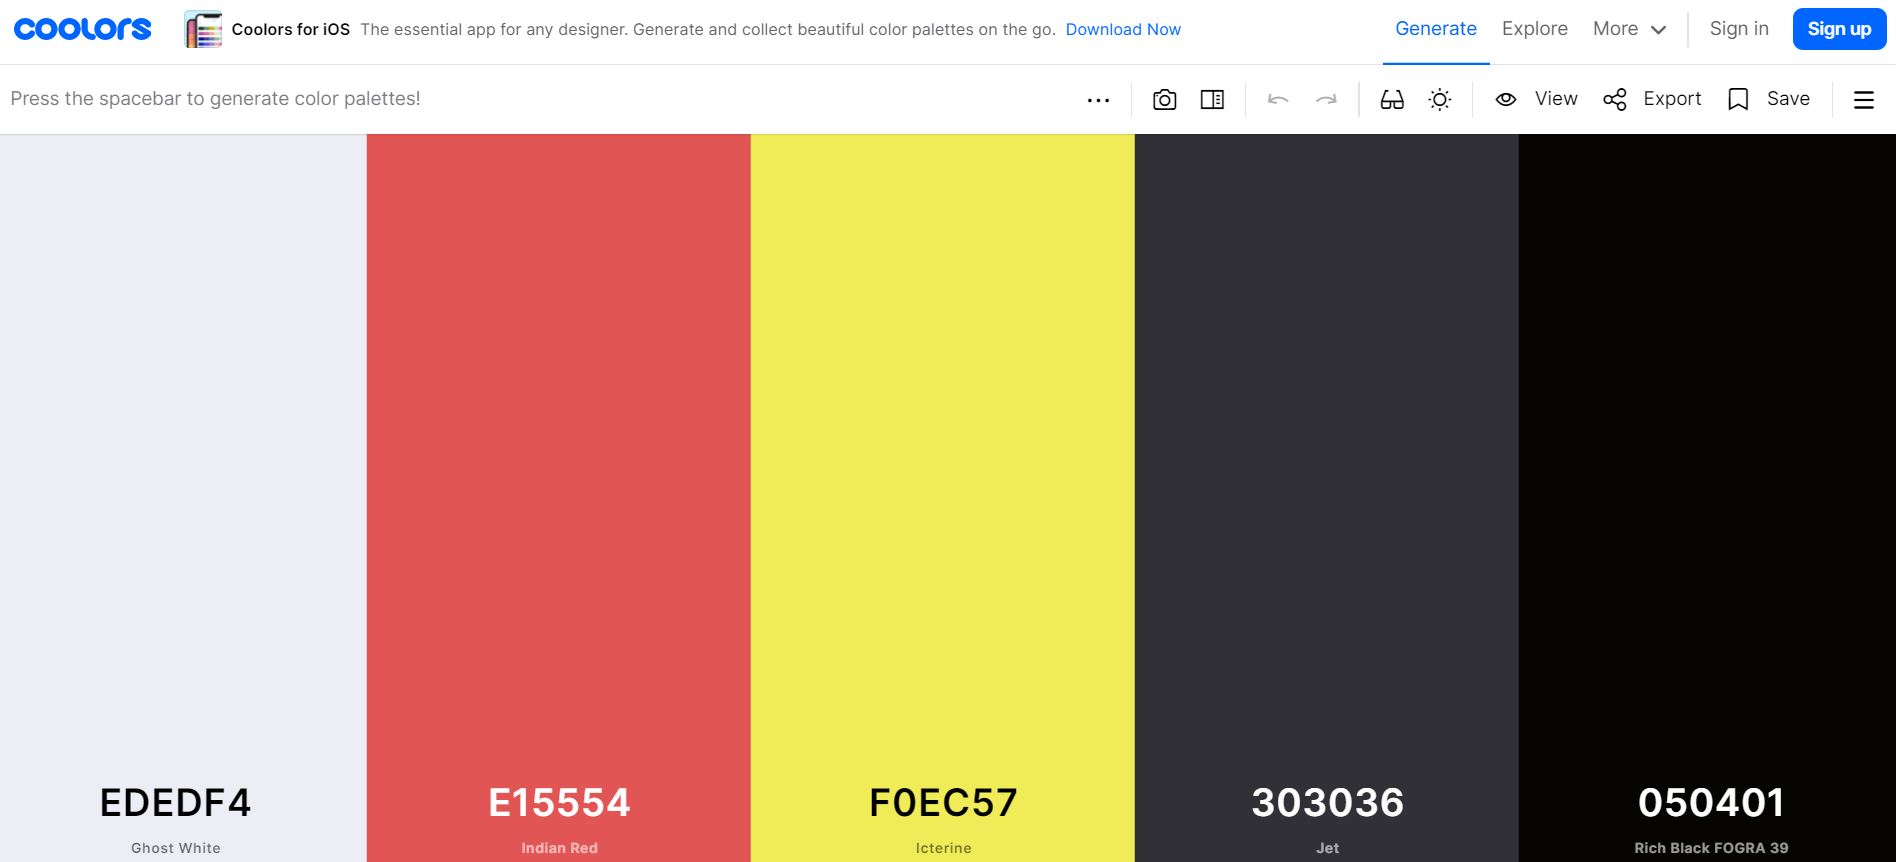 coolors
Coolors for iOS The essential app for any designer. Generate and collect beautiful color palettes on the go. Download Now
Generate Explore More Sign in Sign up
Press the spacebar to generate color palettes!
View Export Save
EDEDF4
Ghost White
E15554
Indian Red
F0EC57
Icterine
303036
Jet
050401
Rich Black FOGRA 39